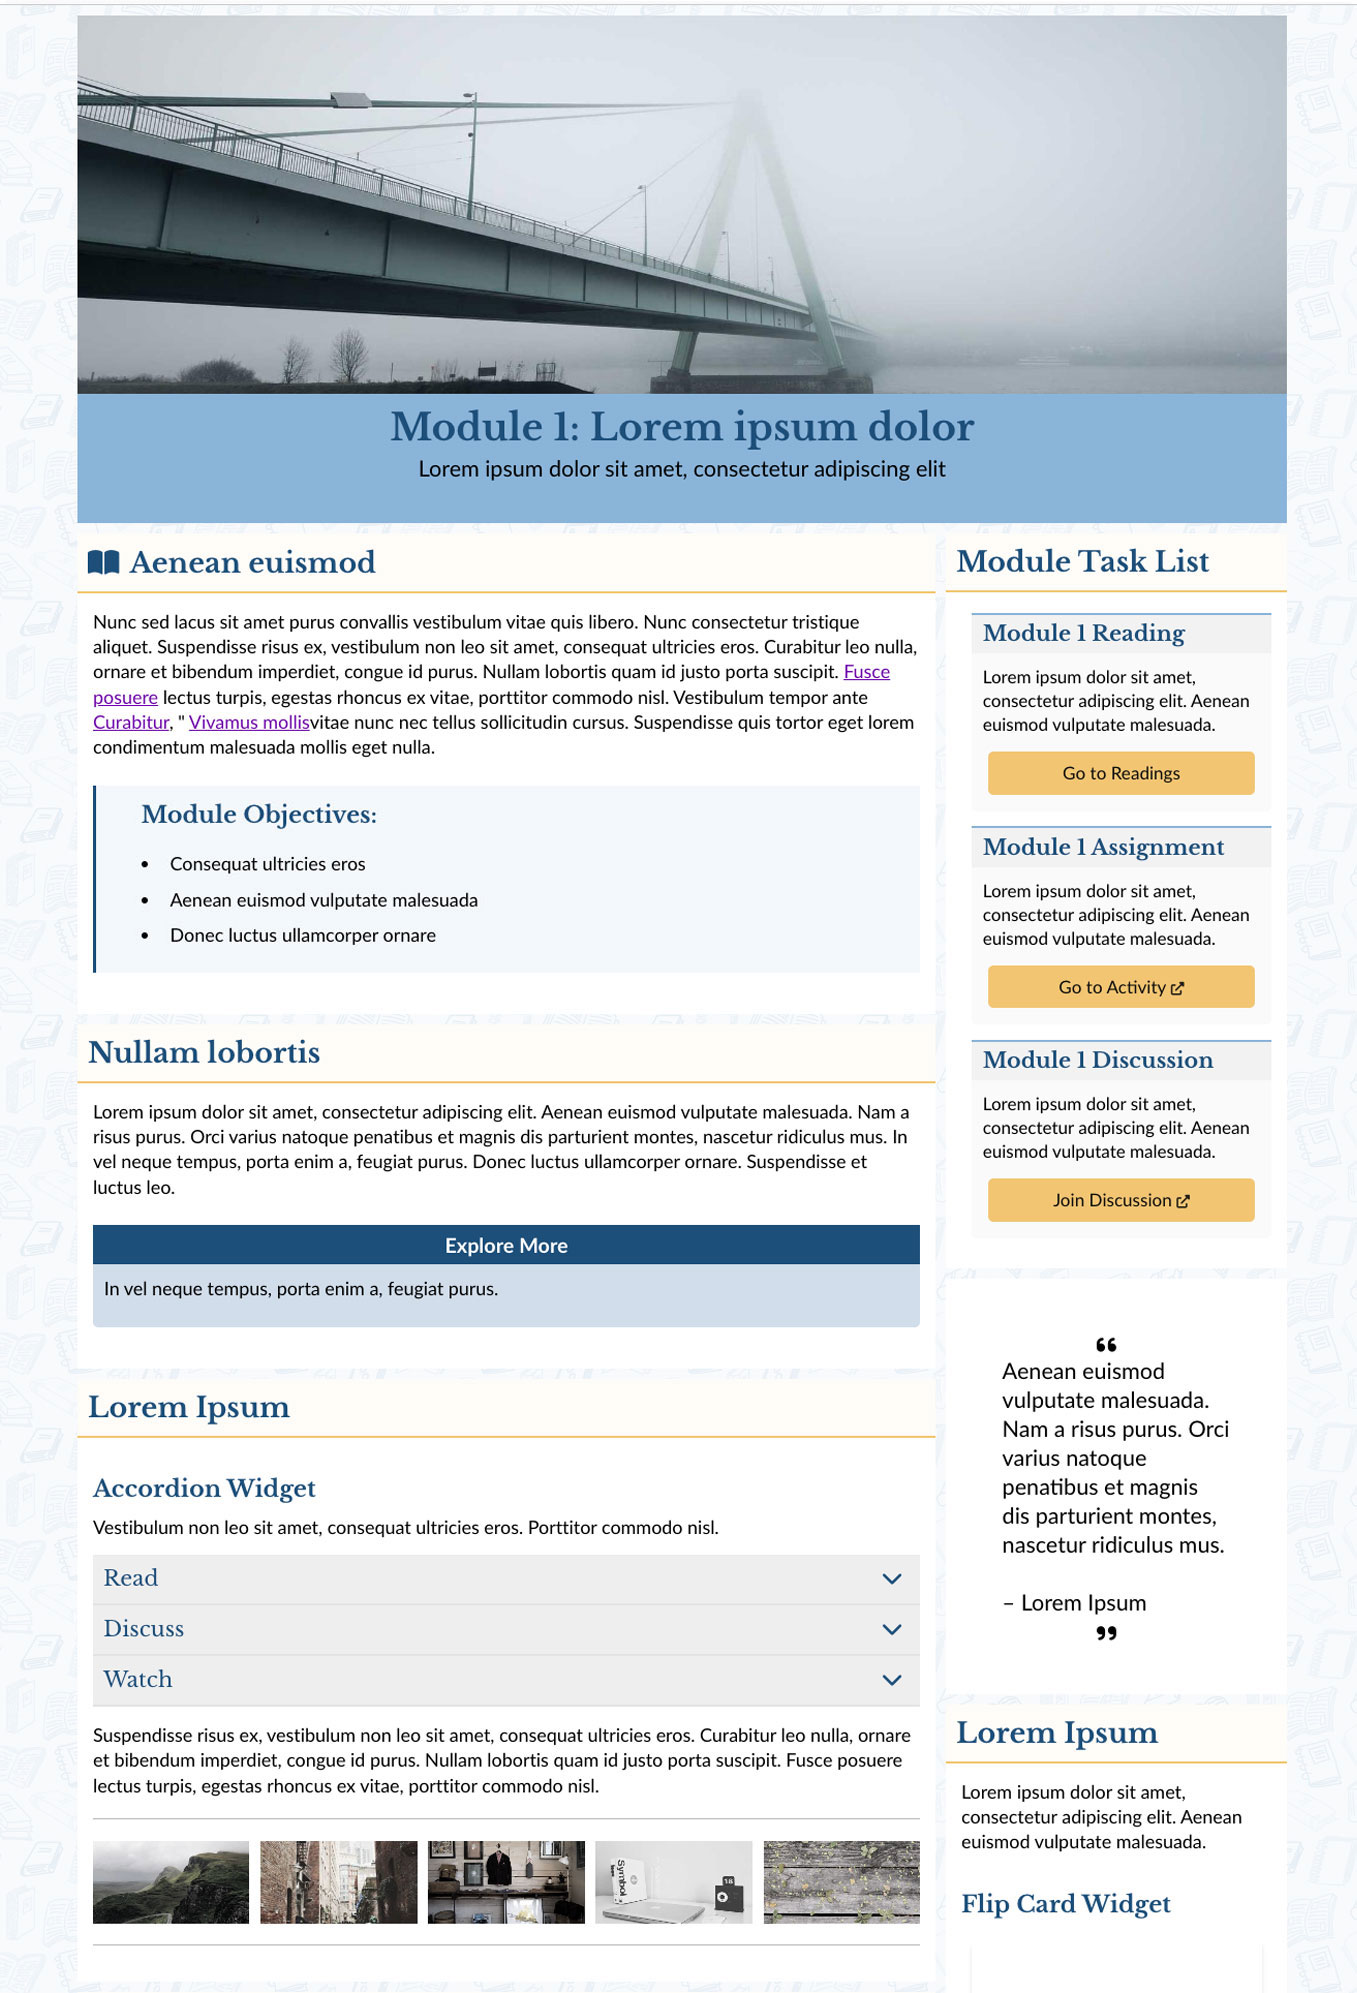 Module 1: Lorem ipsum dolor
Lorem ipsum dolor sit amet, consectetur adipiscing elit
Aenean euismod
Nunc sed lacus sit amet purus convallis vestibulum vitae quis libero. Nunc consectetur tristique
aliquet. Suspendisse risus ex, vestibulum non leo sit amet, consequat ultricies eros. Curabitur leo nulla,
ornare et bibendum imperdiet, congue id purus. Nullam lobortis quam id justo porta suscipit. Fusce
posuere lectus turpis, egestas rhoncus ex vitae, porttitor commodo nisl. Vestibulum tempor ante
Curabitur, " Vivamus mollisvitae nunc nec tellus sollicitudin cursus. Suspendisse quis tortor eget lorem
condimentum malesuada mollis eget nulla.
Module Objectives:
• Consequat ultricies eros
• Aenean euismod vulputate malesuada
• Donec luctus ullamcorper ornare
Nullam lobortis
Lorem ipsum dolor sit amet, consectetur adipiscing elit. Aenean euismod vulputate malesuada. Nam a
risus purus. Orci varius natoque penatibus et magnis dis parturient montes, nascetur ridiculus mus. In
vel neque tempus, porta enim a, feugiat purus. Donec luctus ullamcorper ornare. Suspendisse et
luctus leo.
Explore More
In vel neque tempus, porta enim a, feugiat purus.
Lorem Ipsum
Accordion Widget
Vestibulum non leo sit amet, consequat ultricies eros. Porttitor commodo nisl.
Read
Discuss
Watch
Suspendisse risus ex, vestibulum non leo sit amet, consequat ultricies eros. Curabitur leo nulla, ornare
et bibendum imperdiet, congue id purus. Nullam lobortis quam id justo porta suscipit. Fusce posuere
lectus turpis, egestas rhoncus ex vitae, porttitor commodo nisl.
Symbol
18
Module Task List
Module 1 Reading
Lorem ipsum dolor sit amet,
consectetur adipiscing elit. Aenean
euismod vulputate malesuada.
Go to Readings
Module 1 Assignment
Lorem ipsum dolor sit amet,
consectetur adipiscing elit. Aenean
euismod vulputate malesuada.
Go to Activity
Module 1 Discussion
Lorem ipsum dolor sit amet,
consectetur adipiscing elit. Aenean
euismod vulputate malesuada.
Join Discussion
“
Aenean euismod
vulputate malesuada.
Nam a risus purus. Orci
varius natoque
penatibus et magnis
dis parturient montes,
nascetur ridiculus mus.
– Lorem Ipsum
”
Lorem Ipsum
Lorem ipsum dolor sit amet,
consectetur adipiscing elit. Aenean
euismod vulputate malesuada.
Flip Card Widget